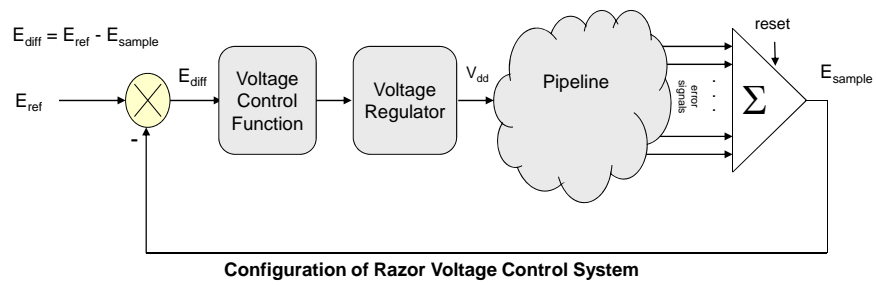 E_diff = E_ref - E_sample
E_ref
-
E_diff
Voltage
Control
Function
Voltage
Regulator
V_dd
Pipeline
error
signals
. . . .
Σ
reset
E_sample
Configuration of Razor Voltage Control System